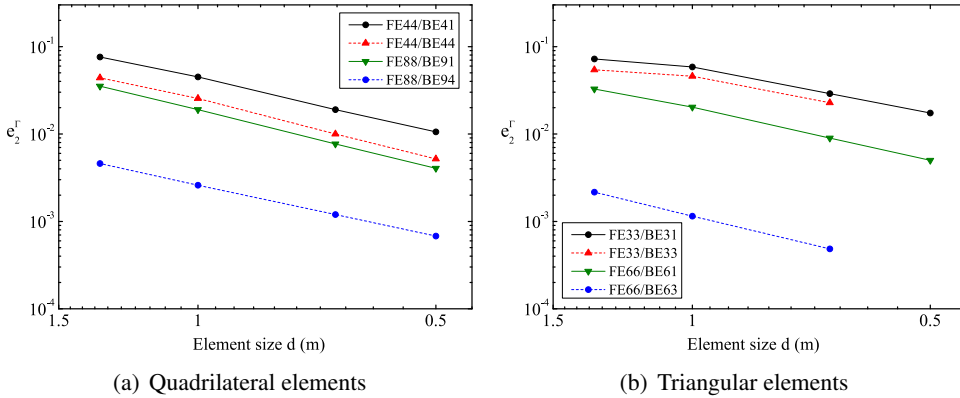 10^-1
10^-2
10^-3
10^-4
e_2^Γ
1.5
1
0.5
Element size d (m)
FE44/BE41
FE44/BE44
FE88/BE91
FE88/BE94
(a) Quadrilateral elements
10^-1
10^-2
10^-3
10^-4
e_2^Γ
1.5
1
0.5
Element size d (m)
FE33/BE31
FE33/BE33
FE66/BE61
FE66/BE63
(b) Triangular elements